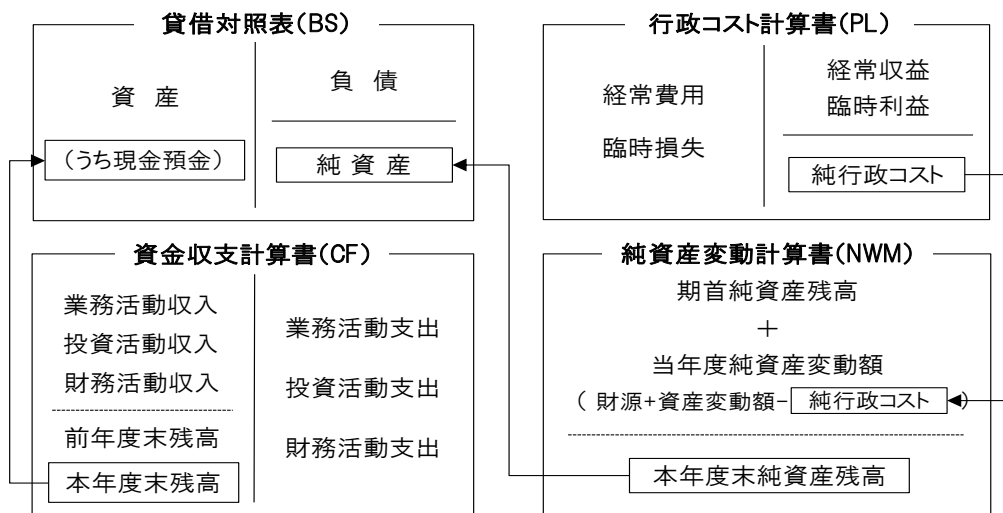 貸借対照表(BS)
資 産
(うち現金預金)
負 債
純 資 産
行政コスト計算書(PL)
経常費用
臨時損失
経常収益
臨時利益
純行政コスト
資金収支計算書(CF)
業務活動収入
投資活動収入
財務活動収入
前年度末残高
本年度末残高
業務活動支出
投資活動支出
財務活動支出
純資産変動計算書(NWM)
期首純資産残高
+
当年度純資産変動額
( 財源+資産変動額- 純行政コスト )
本年度末純資産残高